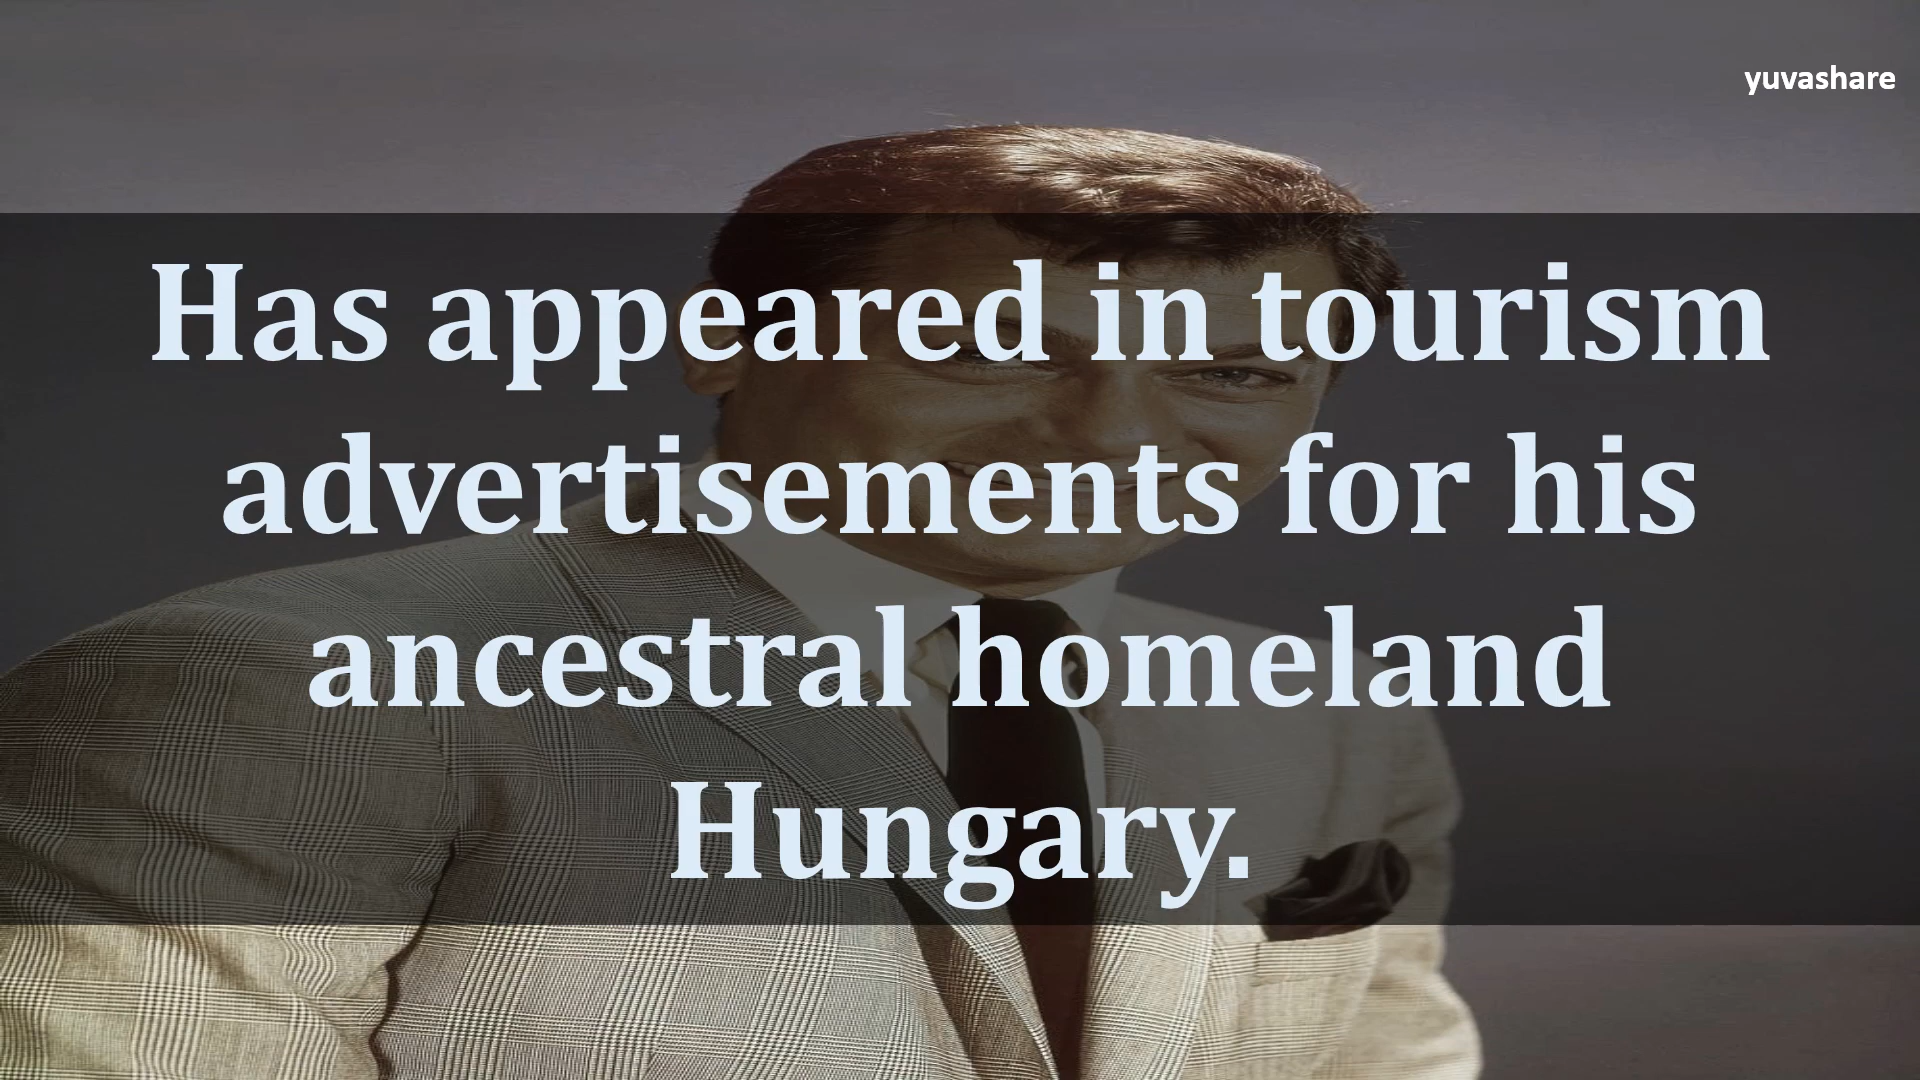 yuvashare
Has appeared in tourism
advertisements for his
ancestral homeland
Hungary.